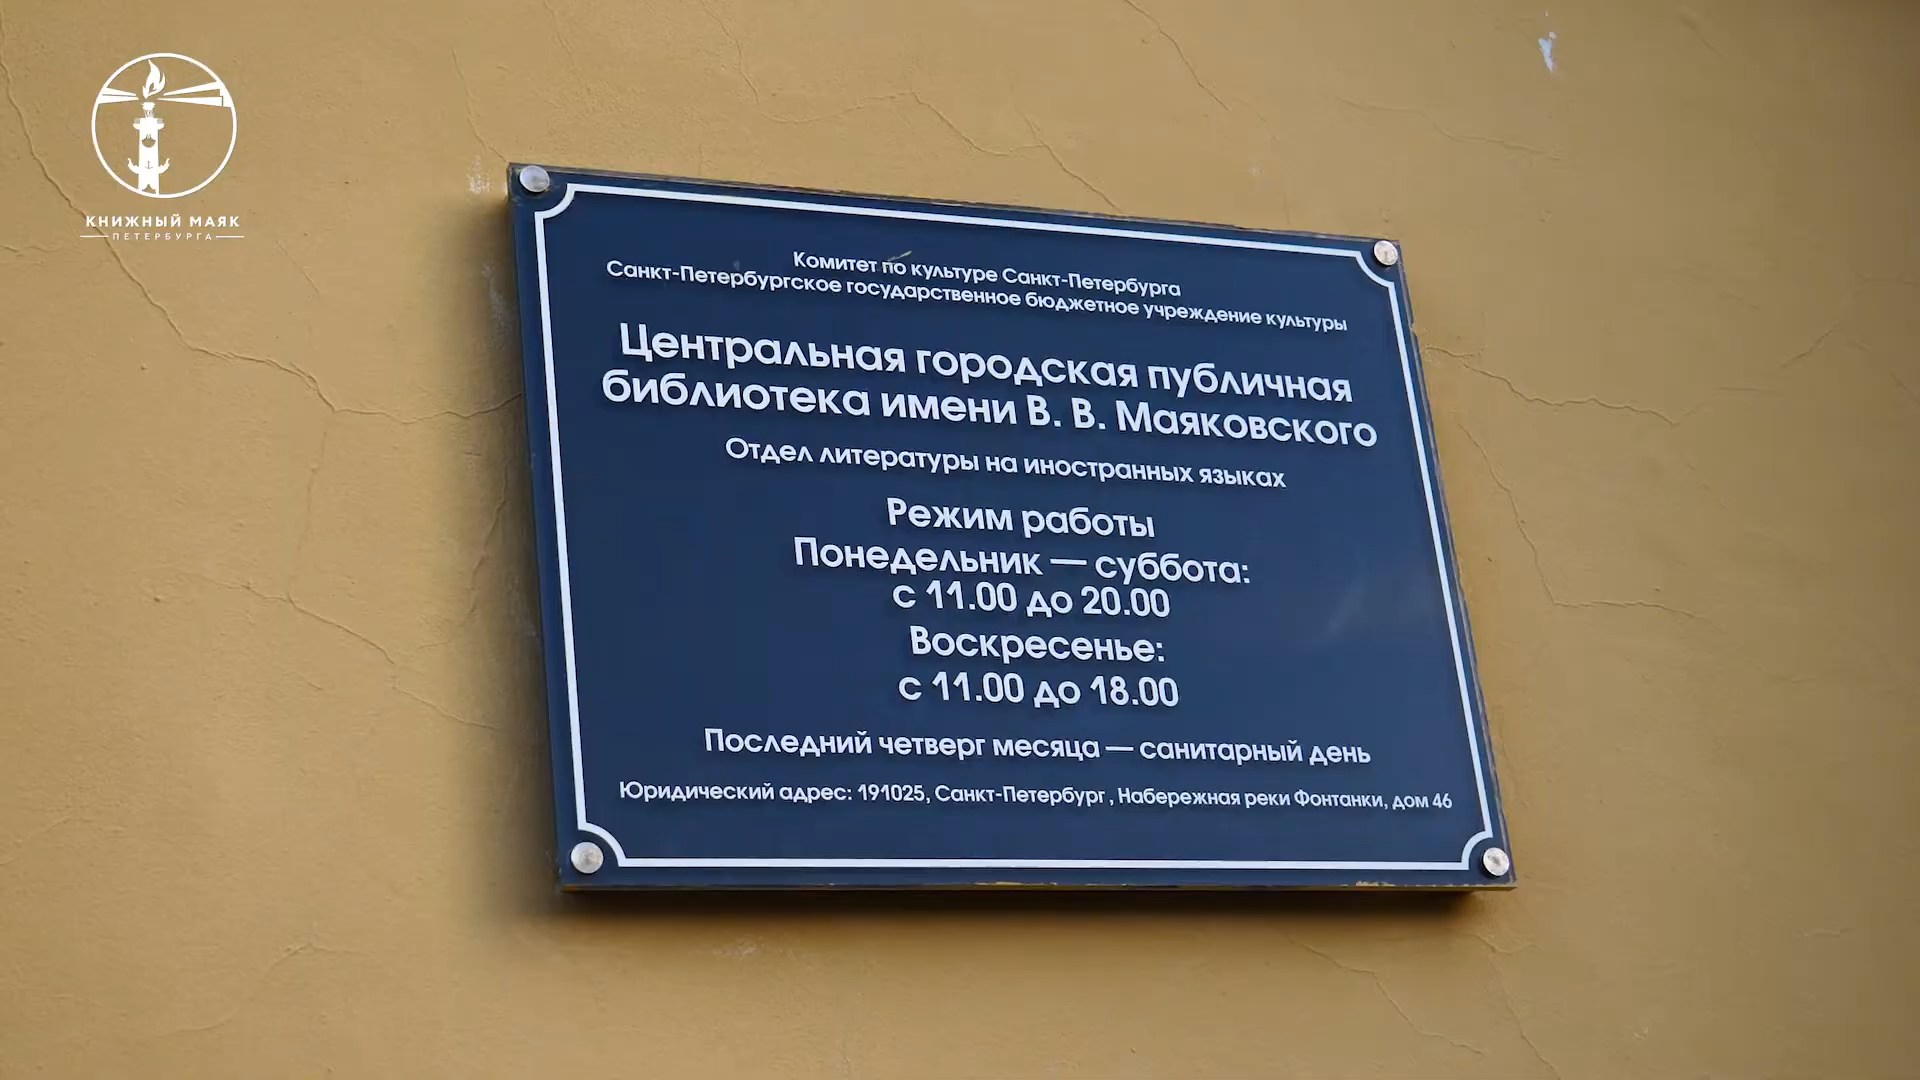 КНИЖНЫЙ МАЯК
ПЕТЕРБУРГА
Комитет по культуре Санкт-Петербурга
Санкт-Петербургское государственное бюджетное учреждение культуры
Центральная городская публичная
библиотека имени В. В. Маяковского
Отдел литературы на иностранных языках
Режим работы
Понедельник — суббота:
с 11.00 до 20.00
Воскресенье:
с 11.00 до 18.00
Последний четверг месяца — санитарный день
Юридический адрес: 191025, Санкт-Петербург , Набережная реки Фонтанки, дом 46